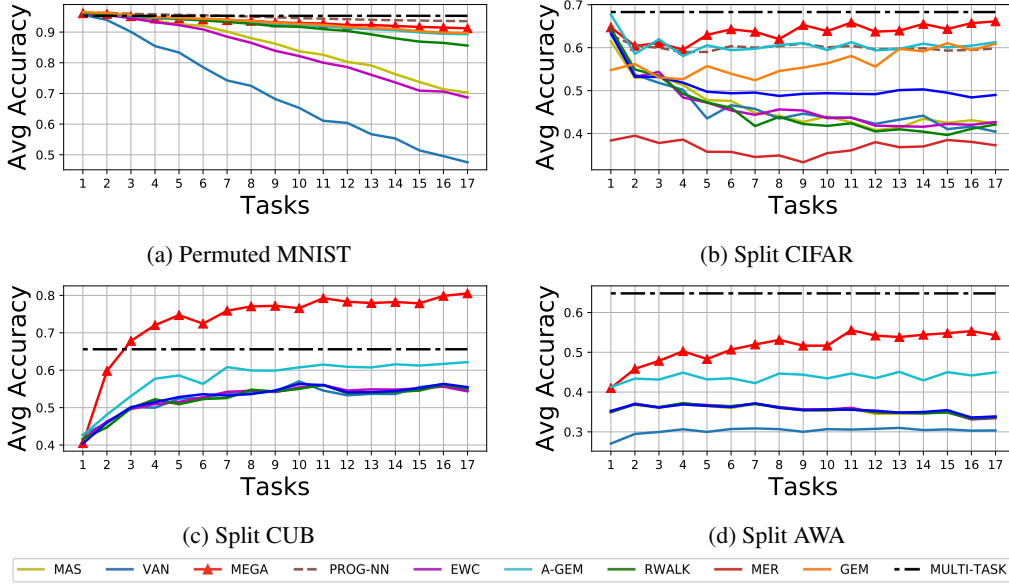 Avg Accuracy
0.9
0.8
0.7
0.6
0.5
1 2 3 4 5 6 7 8 9 10 11 12 13 14 15 16 17
Tasks
(a) Permuted MNIST
Avg Accuracy
0.7
0.6
0.5
0.4
1 2 3 4 5 6 7 8 9 10 11 12 13 14 15 16 17
Tasks
(b) Split CIFAR
Avg Accuracy
0.8
0.7
0.6
0.5
0.4
1 2 3 4 5 6 7 8 9 10 11 12 13 14 15 16 17
Tasks
(c) Split CUB
Avg Accuracy
0.6
0.5
0.4
0.3
1 2 3 4 5 6 7 8 9 10 11 12 13 14 15 16 17
Tasks
(d) Split AWA
MAS VAN MEGA PROG-NN EWC A-GEM RWALK MER GEM MULTI-TASK